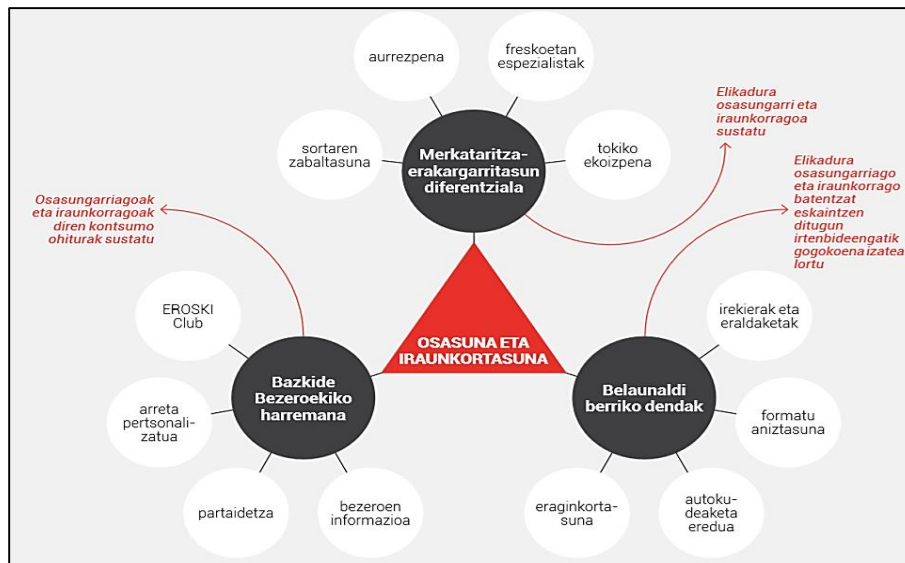 aurrezpena
freskoetan
espezialistak
sortaren
zabaltasuna
Merkataritza-
erakargarritasun
diferentziala
tokiko
ekoizpena
Elikadura
osasungarri eta
iraunkorragoa
sustatu
Elikadura
osasungarriago
eta iraunkorrago
batentzat
eskaintzen
ditugun
irtenbideengatik
gogokoena izatea
lortu
Osasungarriagoak
eta iraunkorragoak
diren kontsumo
ohiturak sustatu
OSASUNA ETA
IRAUNKORTASUNA
EROSKI
Club
Bazkide
Bezeroekiko
harremana
arreta
pertsonali-
zatua
partaidetza
bezeroen
informazioa
Belaunaldi
berriko dendak
irekierak eta
eraldaketak
formatu
aniztasuna
eraginkorta-
suna
autoku-
deaketa
eredua